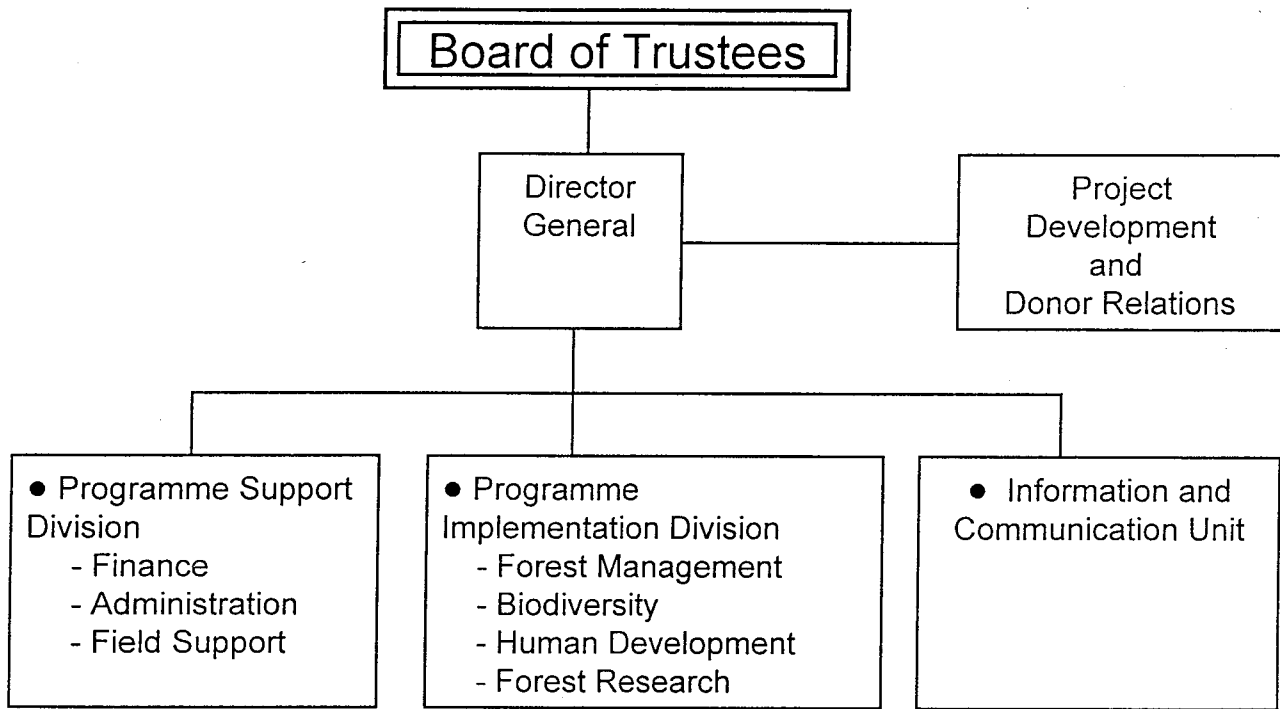 Board of Trustees
Director
General
Project
Development
and
Donor Relations
● Programme Support
Division
- Finance
- Administration
- Field Support
● Programme
Implementation Division
- Forest Management
- Biodiversity
- Human Development
- Forest Research
● Information and
Communication Unit